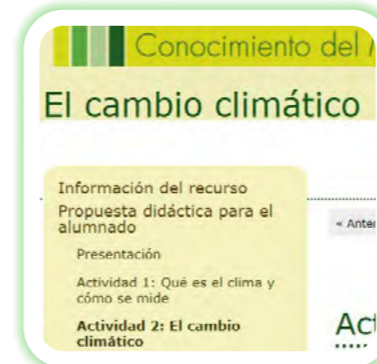 Conocimiento del
El cambio climático
Información del recurso
Propuesta didáctica para el
alumnado
« Anter
Presentación
Actividad 1: Qué es el clima y
cómo se mide
Actividad 2: El cambio
climático
Act